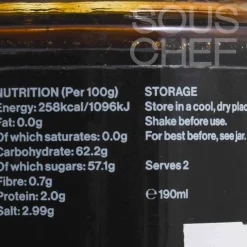 SOUS
CHEF
NUTRITION (Per 100g)
Energy: 258kcal/1096kJ
Fat: 0.0g
Of which saturates: 0.0g
Carbohydrate: 62.2g
Of which sugars: 57.1g
Fibre: 0.7g
Protein: 2.0g
Salt: 2.99g
STORAGE
Store in a cool, dry plac
Shake before use.
For best before, see jar.
Serves 2
℮190ml